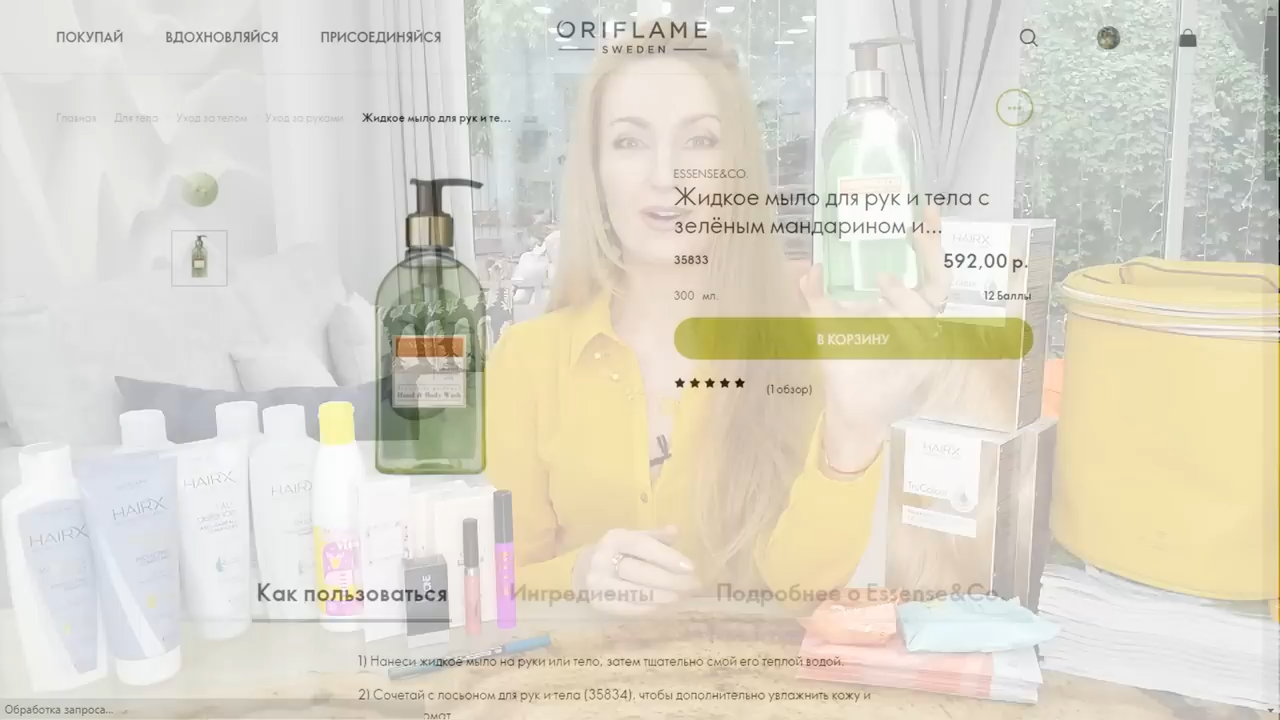 ПОКУПАЙ ВДОХНОВЛЯЙСЯ ПРИСОЕДИНЯЙСЯ
ORIFLAME
SWEDEN
Главная Для тела Уход за телом Уход за руками Жидкое мыло для рук и те...
ESSENSE&CO.
Жидкое мыло для рук и тела с
зелёным мандарином и...
35833
592,00 р.
300 мл.
12 Баллы
В КОРЗИНУ
(1 обзор)
Hand & Body Wash
HAIRX
HAIRX
HAIRX
HAIRX
HAIRX
HAIRX
TruColour
Как пользоваться Ингредиенты Подробнее о Essense&Co.
1) Нанеси жидкое мыло на руки или тело, затем тщательно смой его теплой водой.
2) Сочетай с лосьоном для рук и тела (35834), чтобы дополнительно увлажнить кожу и
Обработка запроса...